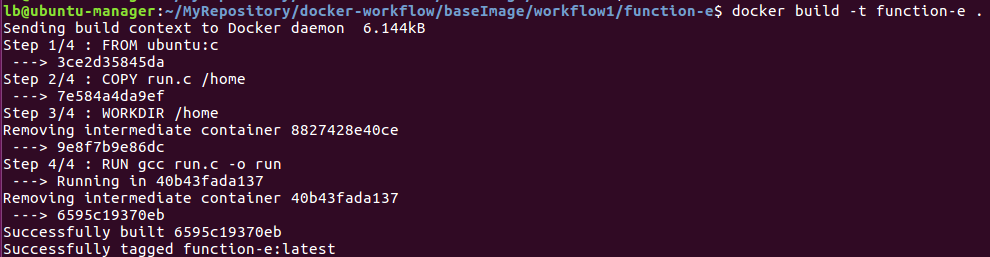 lb@ubuntu-manager:~/MyRepository/docker-workflow/baseImage/workflow1/function-e$ docker build -t function-e .
Sending build context to Docker daemon  6.144kB
Step 1/4 : FROM ubuntu:c
 ---> 3ce2d35845da
Step 2/4 : COPY run.c /home
 ---> 7e584a4da9ef
Step 3/4 : WORKDIR /home
Removing intermediate container 8827428e40ce
 ---> 9e8f7b9e86dc
Step 4/4 : RUN gcc run.c -o run
 ---> Running in 40b43fada137
Removing intermediate container 40b43fada137
 ---> 6595c19370eb
Successfully built 6595c19370eb
Successfully tagged function-e:latest